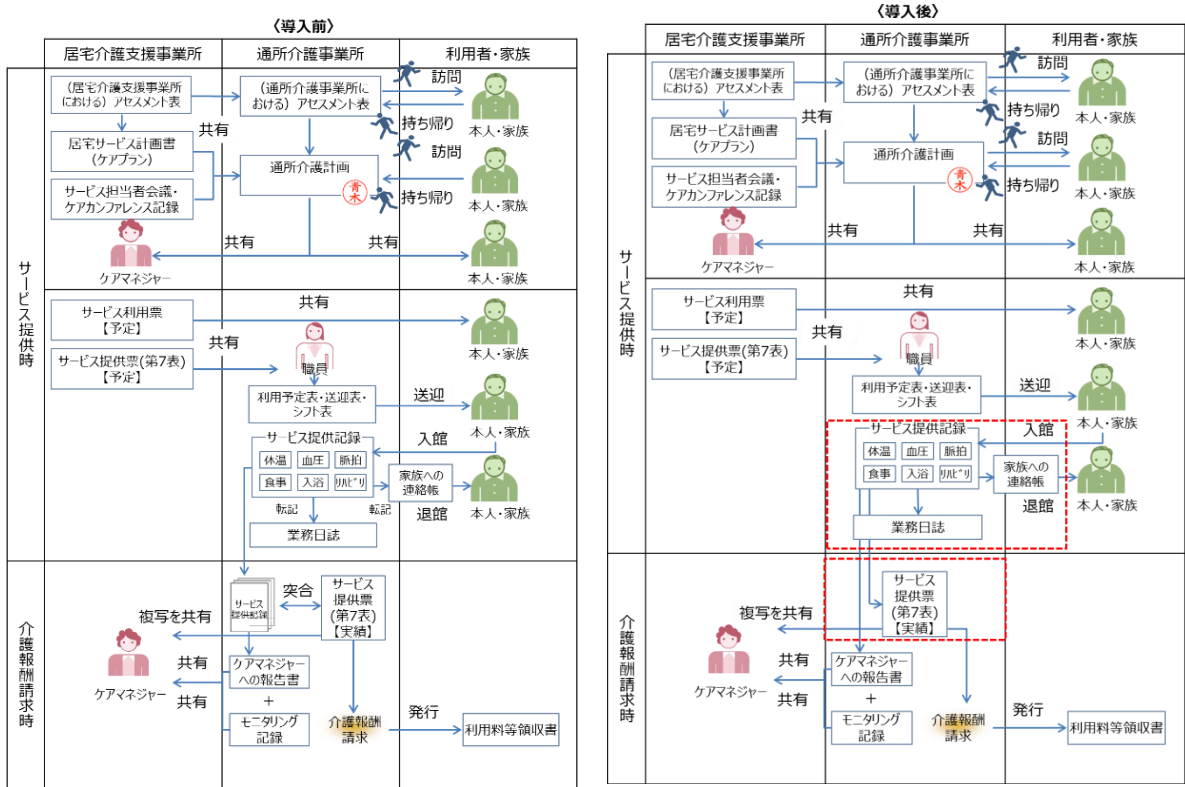 〈導入前〉
居宅介護支援事業所
通所介護事業所
利用者・家族
サービス提供時
(居宅介護支援事業所
における) アセスメント表
(通所介護事業所に
おける) アセスメント表
訪問
持ち帰り
本人・家族
共有
居宅サービス計画書
(ケアプラン)
サービス担当者会議・
ケアカンファレンス記録
通所介護計画
青木
訪問
持ち帰り
本人・家族
ケアマネジャー
共有
共有
本人・家族
サービス利用票
【予定】
共有
本人・家族
サービス提供票(第7表)
【予定】
共有
職員
利用予定表・送迎表・
シフト表
送迎
本人・家族
サービス提供記録
体温
血圧
脈拍
食事
入浴
リハビリ
入館
家族への
連絡帳
退館
本人・家族
転記
転記
業務日誌
介護報酬請求時
サービス
提供記録
突合
サービス
提供票
(第7表)
【実績】
複写を共有
共有
共有
ケアマネジャー
ケアマネジャー
への報告書
+
モニタリング
記録
介護報酬
請求
発行
利用料等領収書
〈導入後〉
居宅介護支援事業所
通所介護事業所
利用者・家族
サービス提供時
(居宅介護支援事業所
における) アセスメント表
(通所介護事業所に
おける) アセスメント表
訪問
持ち帰り
本人・家族
共有
居宅サービス計画書
(ケアプラン)
サービス担当者会議・
ケアカンファレンス記録
通所介護計画
青木
訪問
持ち帰り
本人・家族
ケアマネジャー
共有
共有
本人・家族
サービス利用票
【予定】
共有
本人・家族
サービス提供票(第7表)
【予定】
共有
職員
利用予定表・送迎表・
シフト表
送迎
本人・家族
サービス提供記録
体温
血圧
脈拍
食事
入浴
リハビリ
入館
家族への
連絡帳
退館
本人・家族
業務日誌
介護報酬請求時
サービス
提供票
(第7表)
【実績】
複写を共有
共有
共有
ケアマネジャー
ケアマネジャー
への報告書
+
モニタリング
記録
介護報酬
請求
発行
利用料等領収書